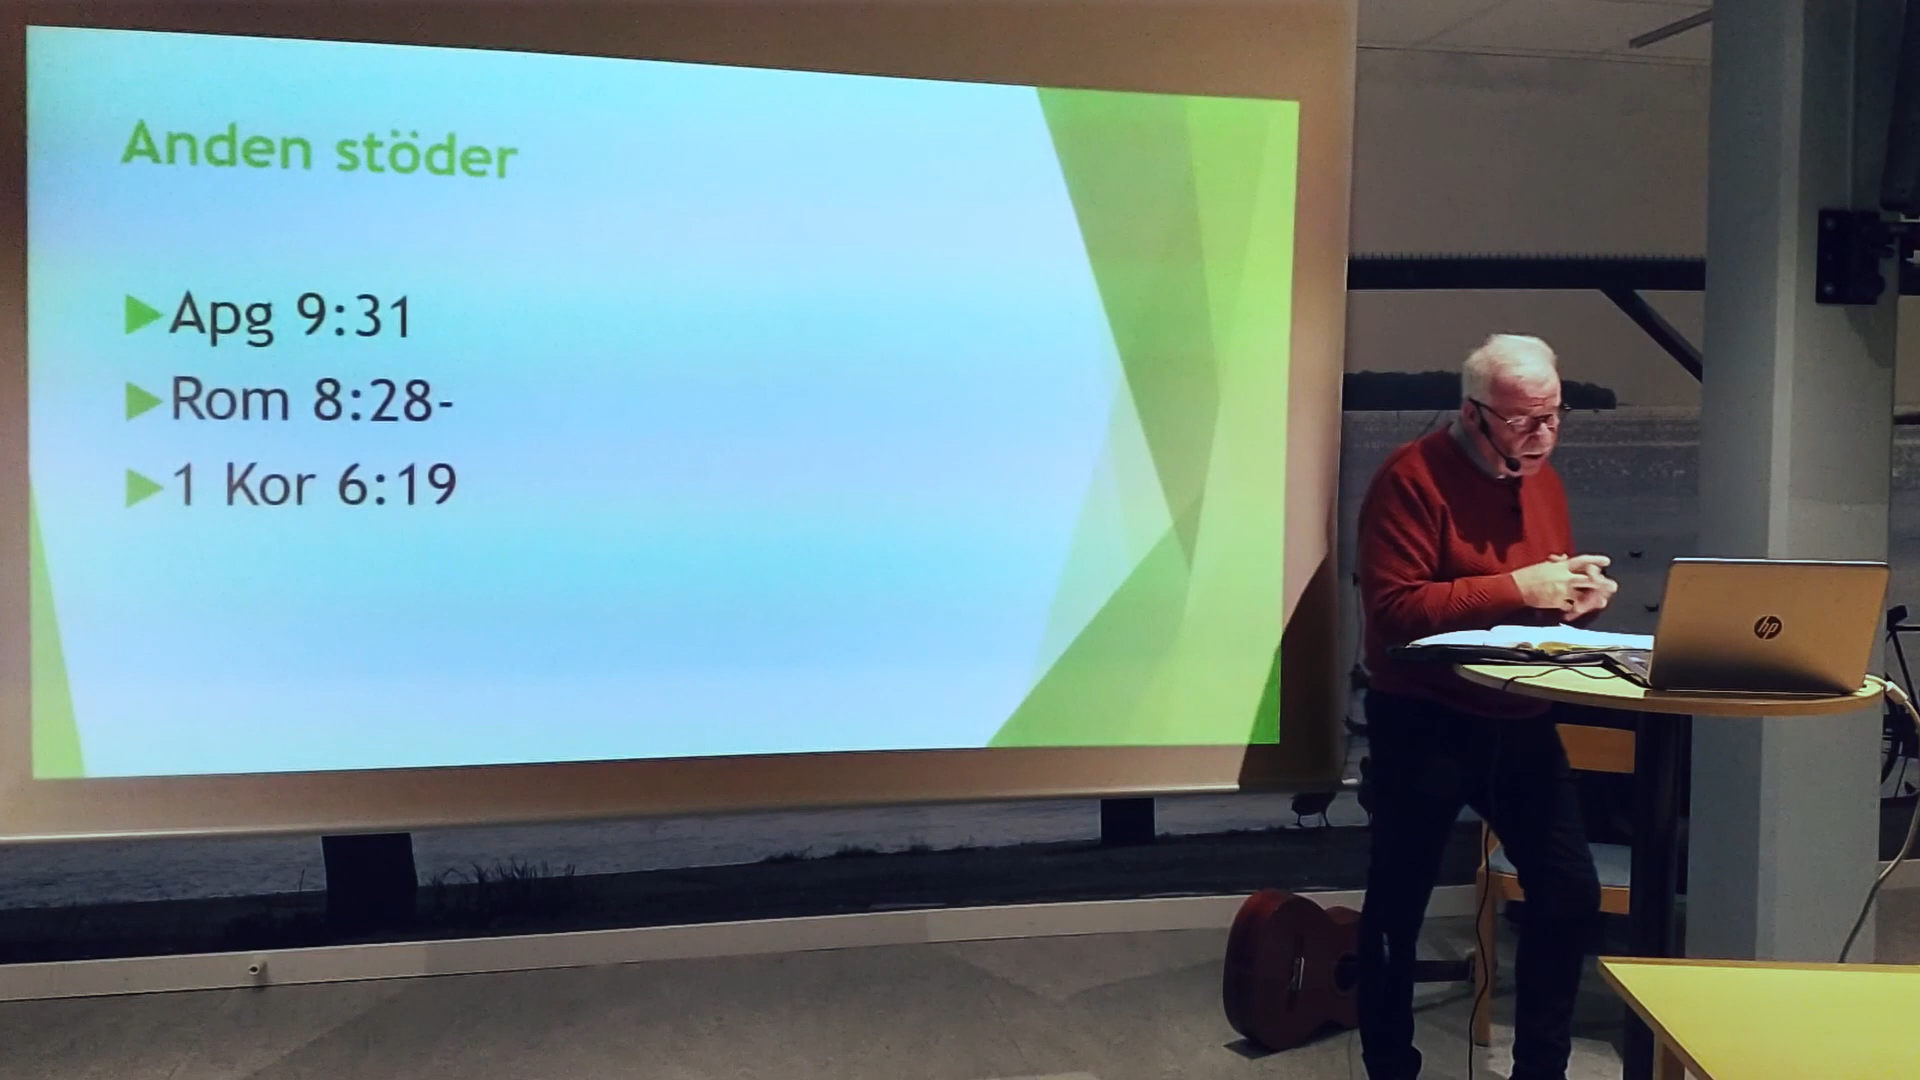 Anden stöder
Apg 9:31
Rom 8:28-
1 Kor 6:19
hp